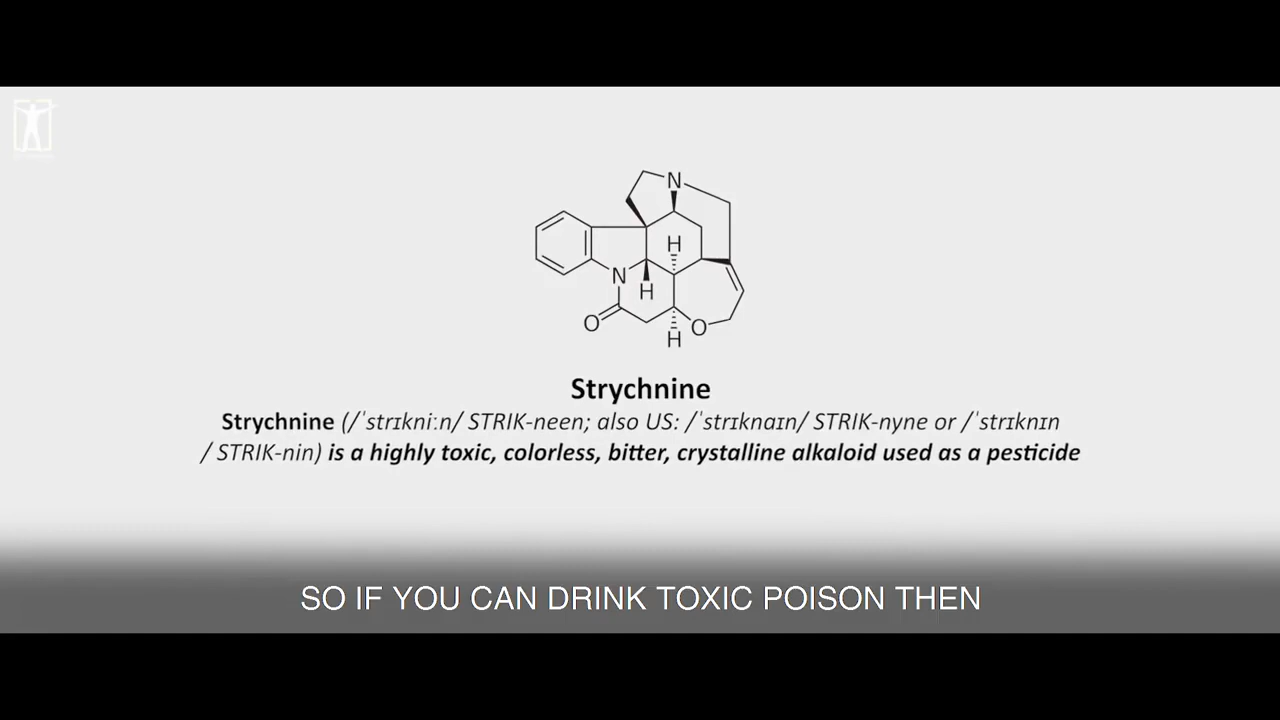 N
H
N
H
O
O
H
Strychnine
Strychnine (/ˈstrɪkniːn/ STRIK-neen; also US: /ˈstrɪknaɪn/ STRIK-nyne or /ˈstrɪknɪn
/ STRIK-nin) is a highly toxic, colorless, bitter, crystalline alkaloid used as a pesticide
SO IF YOU CAN DRINK TOXIC POISON THEN